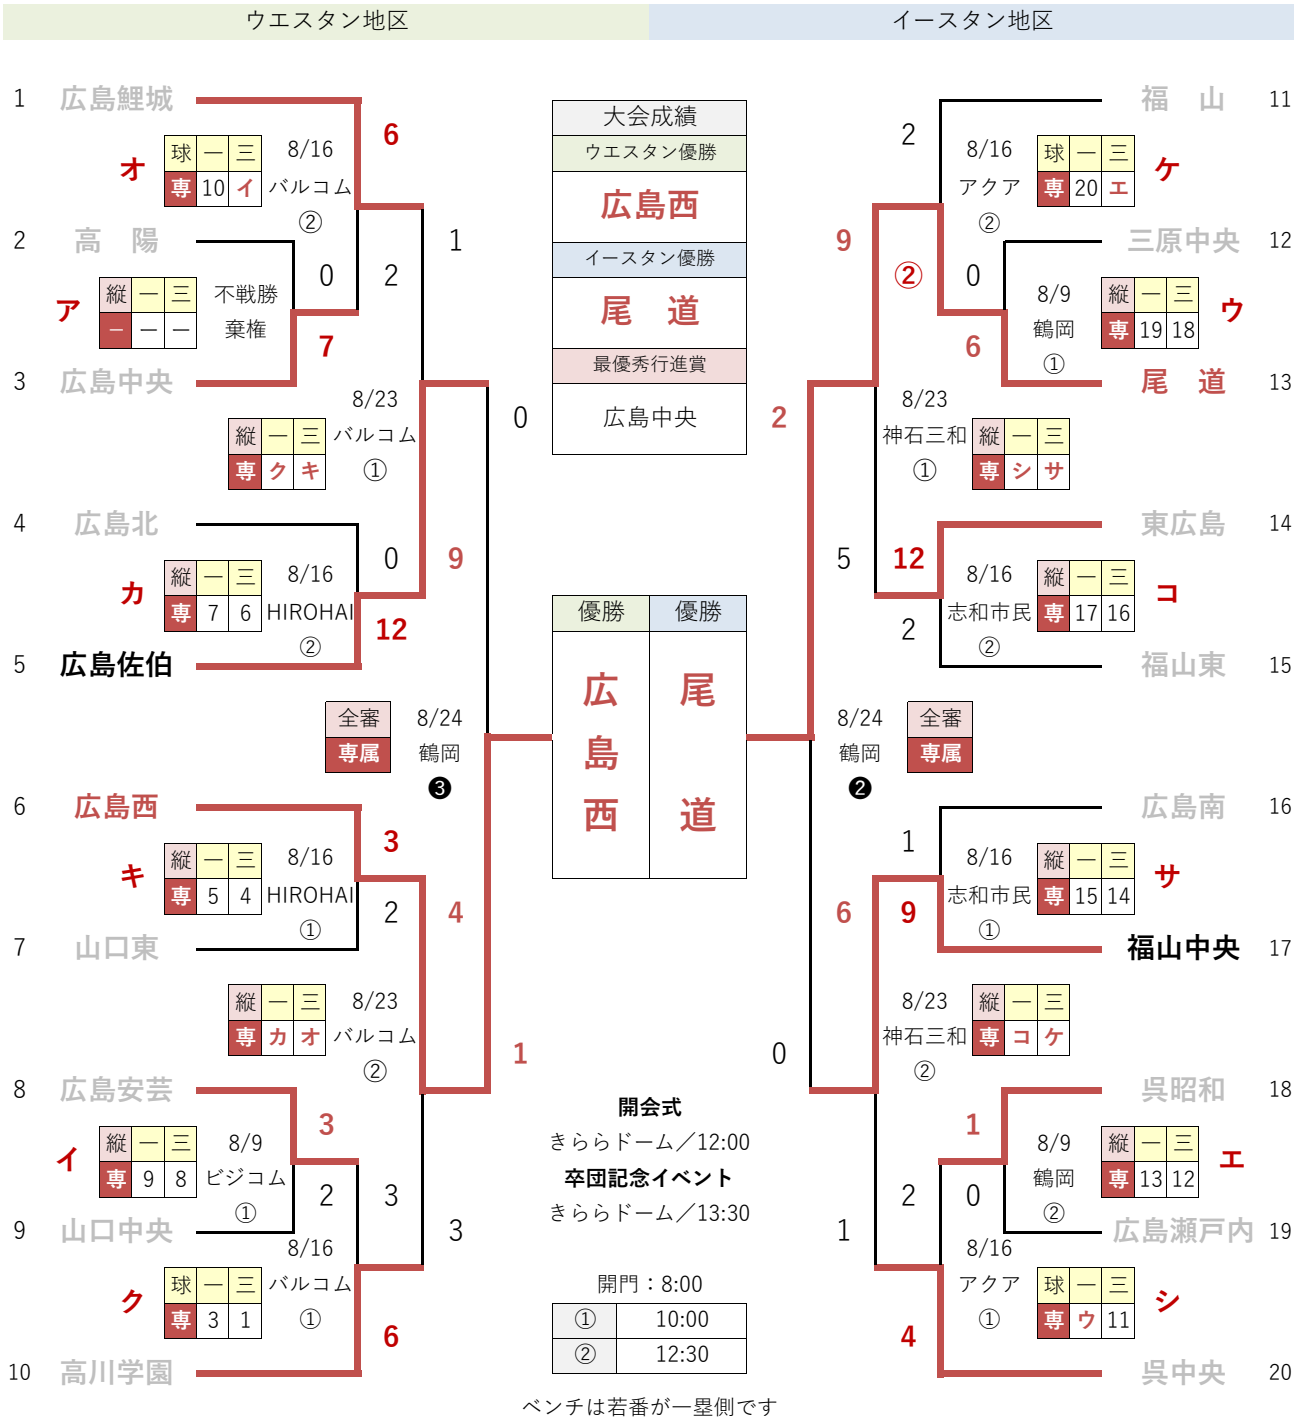 ウエスタン地区
イースタン地区
1 広島鯉城
6
オ 球 一 三 8/16
専 10 イ バルコム
②
2 高 陽
0 2 1
ア 縦 一 三 不戦勝
－ ー ー 棄権
7
3 広島中央
8/23
縦 一 三 バルコム
専 ク キ ①
0
4 広島北
0 9
カ 縦 一 三 8/16
専 7 6 HIROHAI
②
12
5 広島佐伯
全審 8/24
専属 鶴岡
❸
6 広島西
3
キ 縦 一 三 8/16
専 5 4 HIROHAI
①
2 4
7 山口東
縦 一 三 8/23
専 カ オ バルコム
②
1
8 広島安芸
3
イ 縦 一 三 8/9
専 9 8 ビジコム
①
2 3 3
9 山口中央
8/16
ク 球 一 三 バルコム
専 3 1 ①
6
10 高川学園
大会成績
ウエスタン優勝
広島西
イースタン優勝
尾 道
最優秀行進賞
広島中央
優勝 優勝
広島西
尾道
開会式
きららドーム／12:00
卒団記念イベント
きららドーム／13:30
開門：8:00
① 10:00
② 12:30
ベンチは若番が一塁側です
福 山 11
2
8/16 球 一 三 ケ
アクア 専 20 エ
②
三原中央 12
9 ② 0
8/9 縦 一 三 ウ
鶴岡 専 19 18
①
6
尾 道 13
8/23
神石三和 縦 一 三
① 専 シ サ
2
東広島 14
5 12
8/16 縦 一 三 コ
志和市民 専 17 16
②
2
福山東 15
8/24 全審
鶴岡 専属
❷
広島南 16
1
8/16 縦 一 三 サ
志和市民 専 15 14
①
6 9
福山中央 17
8/23 縦 一 三
神石三和 専 コ ケ
②
0
呉昭和 18
1
8/9 縦 一 三 エ
鶴岡 専 13 12
②
1 2 0
広島瀬戸内 19
8/16
アクア 球 一 三 シ
① 専 ウ 11
4
呉中央 20